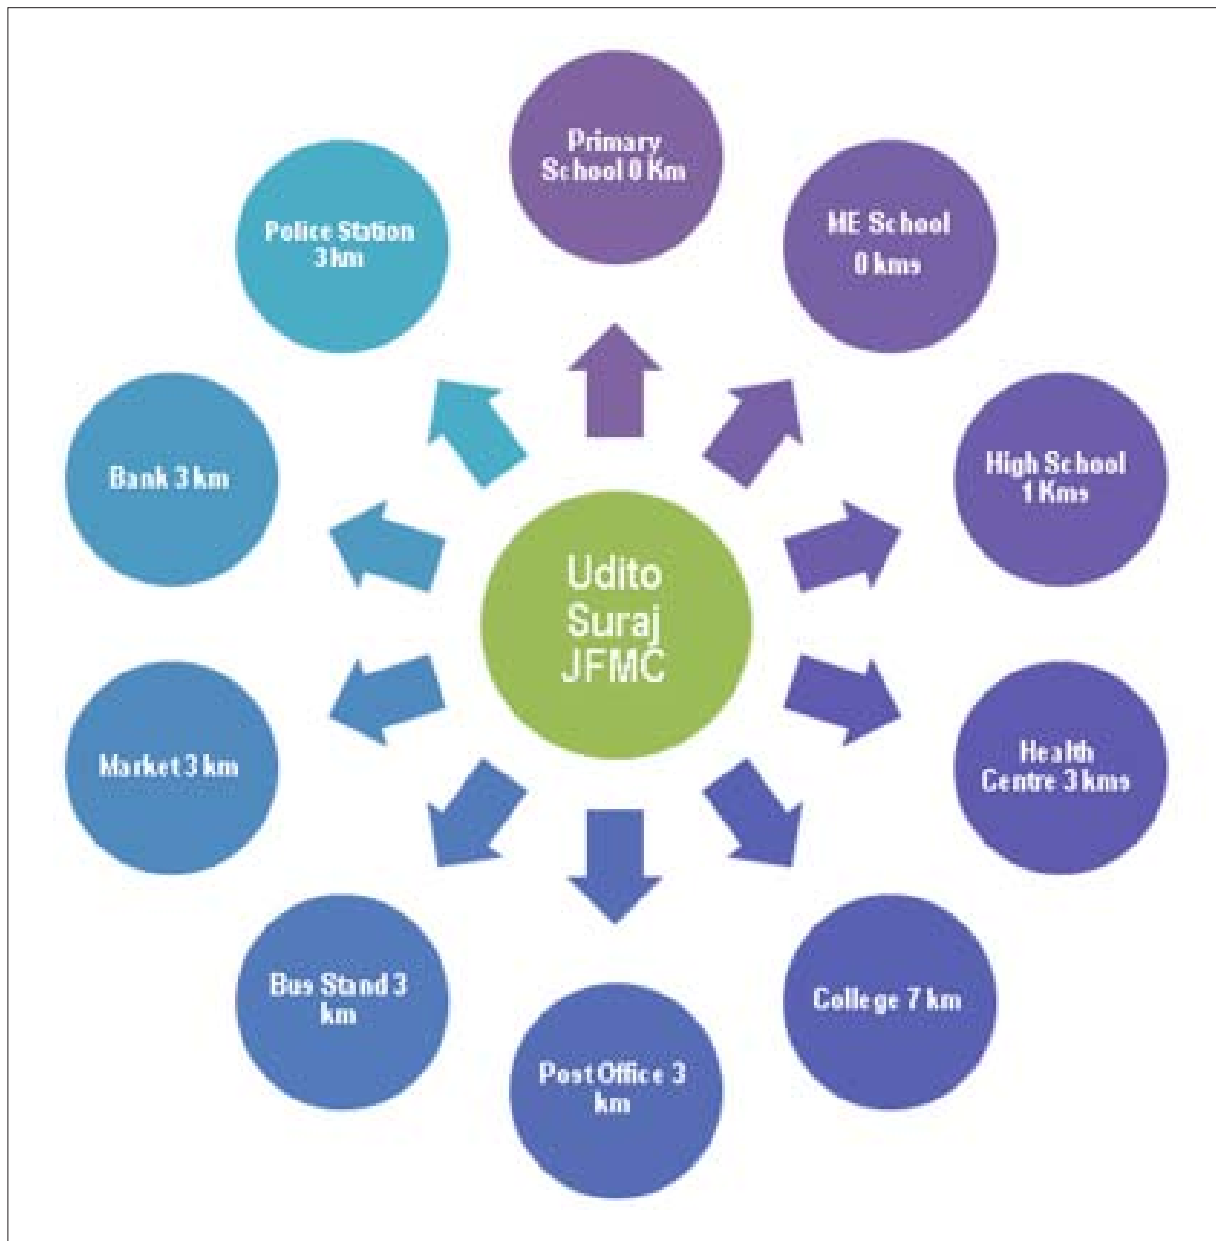 Udito
Suraj
JFMC
Primary
School 0 Km
ME School
0 kms
High School
1 Kms
Health
Centre 3 kms
College 7 km
Post Office 3
km
Bus Stand 3
km
Market 3 km
Bank 3 km
Police Station
3 km